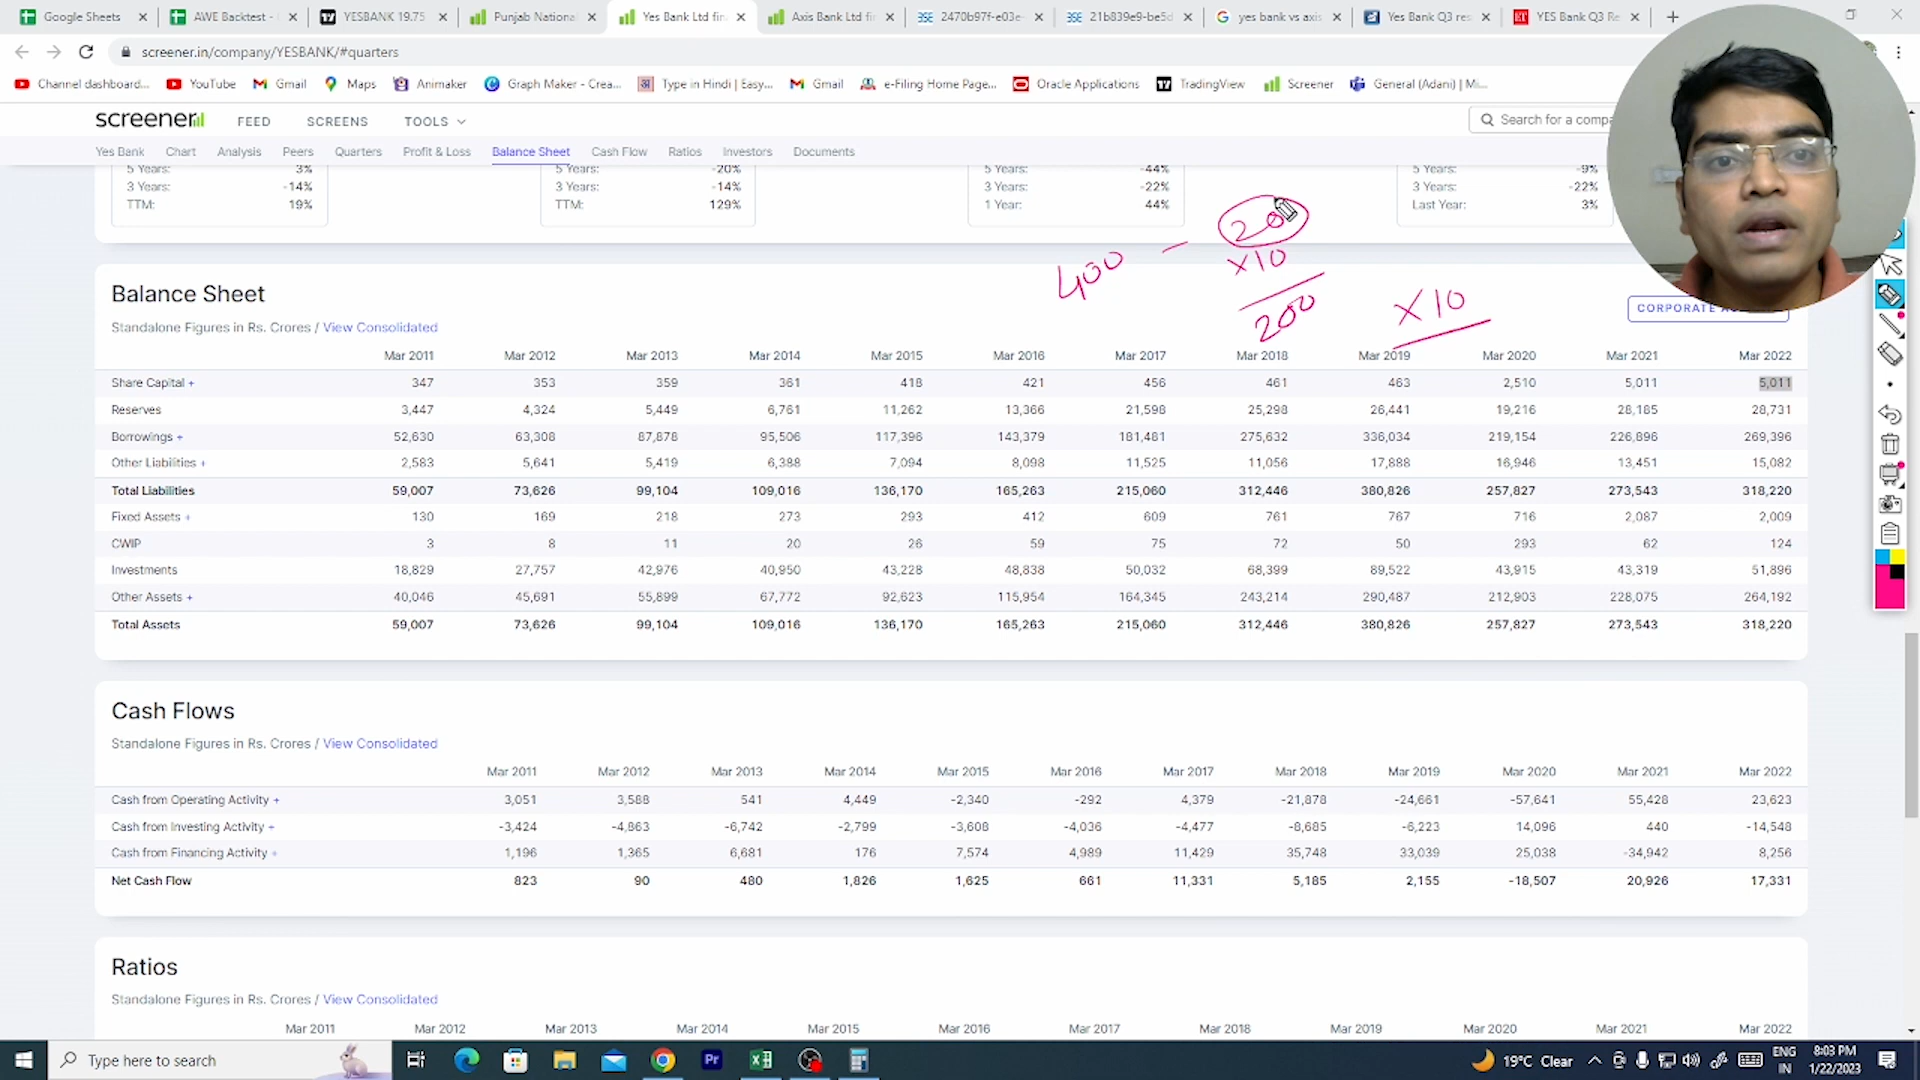 Google Sheets
AWE Backtest -
YESBANK 19.75
Punjab Nationa
Yes Bank Ltd fin
Axis Bank Ltd fi
2470b97f-e03e-
21b839e9-be5d
yes bank vs axis
Yes Bank Q3 res
YES Bank Q3 Re
screener.in/company/YESBANK/#quarters
Channel dashboard... YouTube Gmail Maps Animaker Graph Maker - Crea... Type in Hindi | Easy... Gmail e-Filing Home Page... Oracle Applications TradingView Screener General (Adani) | Mi...
screener FEED SCREENS TOOLS Search for a compa
Yes Bank Chart Analysis Peers Quarters Profit & Loss Balance Sheet Cash Flow Ratios Investors Documents
5 Years: 3% 5 Years: -20% 5 Years: -44% 5 Years: -9%
3 Years: -14% 3 Years: -14% 3 Years: -22% 3 Years: -22%
TTM: 19% TTM: 129% 1 Year: 44% Last Year: 3%
400 - 20
X10
200
X10
Balance Sheet
CORPORATE A
Standalone Figures in Rs. Crores / View Consolidated
Mar 2011 Mar 2012 Mar 2013 Mar 2014 Mar 2015 Mar 2016 Mar 2017 Mar 2018 Mar 2019 Mar 2020 Mar 2021 Mar 2022
Share Capital + 347 353 359 361 418 421 456 461 463 2,510 5,011 5,011
Reserves 3,447 4,324 5,449 6,761 11,262 13,366 21,598 25,298 26,441 19,216 28,185 28,731
Borrowings + 52,630 63,308 87,878 95,506 117,396 143,379 181,481 275,632 336,034 219,154 226,896 269,396
Other Liabilities + 2,583 5,641 5,419 6,388 7,094 8,098 11,525 11,056 17,888 16,946 13,451 15,082
Total Liabilities 59,007 73,626 99,104 109,016 136,170 165,263 215,060 312,446 380,826 257,827 273,543 318,220
Fixed Assets + 130 169 218 273 293 412 609 761 767 716 2,087 2,009
CWIP 3 8 11 20 26 59 75 72 50 293 62 124
Investments 18,829 27,757 42,976 40,950 43,228 48,838 50,032 68,399 89,522 43,915 43,319 51,896
Other Assets + 40,046 45,691 55,899 67,772 92,623 115,954 164,345 243,214 290,487 212,903 228,075 264,192
Total Assets 59,007 73,626 99,104 109,016 136,170 165,263 215,060 312,446 380,826 257,827 273,543 318,220
Cash Flows
Standalone Figures in Rs. Crores / View Consolidated
Mar 2011 Mar 2012 Mar 2013 Mar 2014 Mar 2015 Mar 2016 Mar 2017 Mar 2018 Mar 2019 Mar 2020 Mar 2021 Mar 2022
Cash from Operating Activity + 3,051 3,588 541 4,449 -2,340 -292 4,379 -21,878 -24,661 -57,641 55,428 23,623
Cash from Investing Activity + -3,424 -4,863 -6,742 -2,799 -3,608 -4,036 -4,477 -8,685 -6,223 14,096 440 -14,548
Cash from Financing Activity + 1,196 1,365 6,681 176 7,574 4,989 11,429 35,748 33,039 25,038 -34,942 8,256
Net Cash Flow 823 90 480 1,826 1,625 661 11,331 5,185 2,155 -18,507 20,926 17,331
Ratios
Standalone Figures in Rs. Crores / View Consolidated
Mar 2011 Mar 2012 Mar 2013 Mar 2014 Mar 2015 Mar 2016 Mar 2017 Mar 2018 Mar 2019 Mar 2020 Mar 2021 Mar 2022
Type here to search
19°C Clear
ENG
IN
8:03 PM
1/22/2023